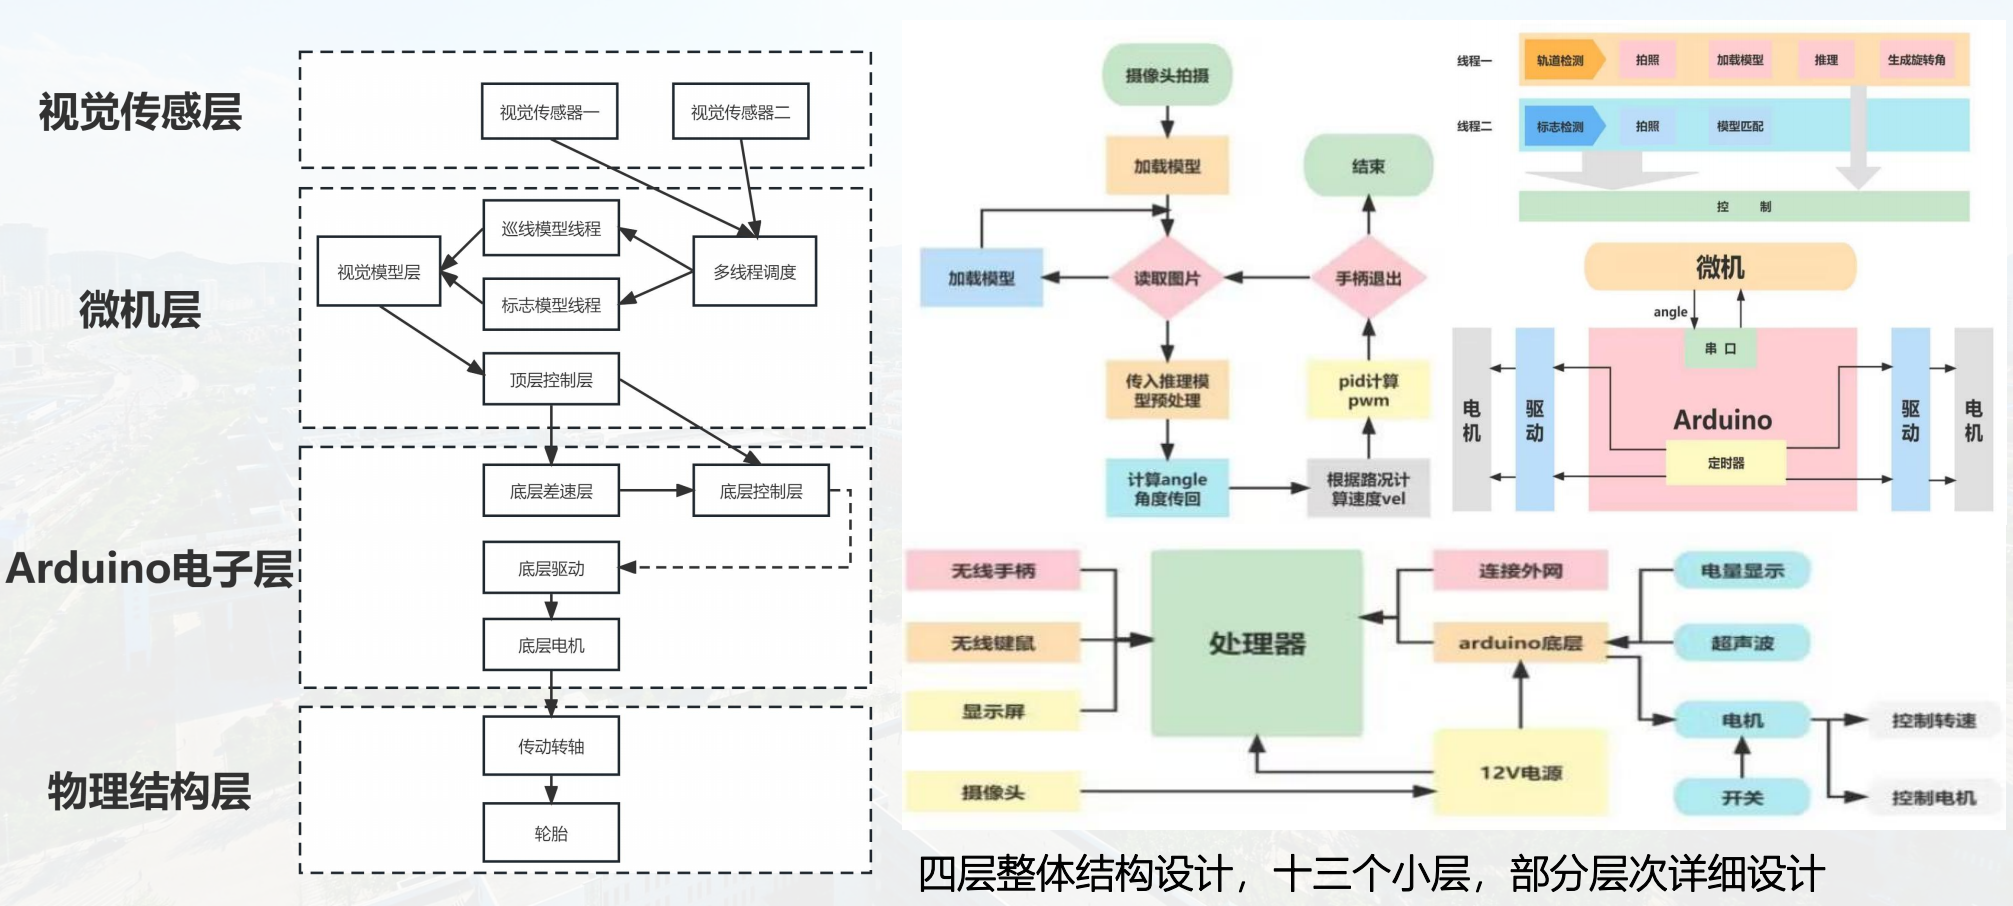 视觉传感层
视觉传感器一
视觉传感器二
微机层
巡线模型线程
视觉模型层
多线程调度
标志模型线程
顶层控制层
Arduino电子层
底层差速层
底层控制层
底层驱动
底层电机
物理结构层
传动转轴
轮胎
摄像头拍摄
加载模型
结束
加载模型
读取图片
手柄退出
传入推理模
型预处理
pid计算
pwm
计算angle
角度传回
根据路况计
算速度vel
线程一
轨道检测
拍照
加载模型
推理
生成旋转角
线程二
标志检测
拍照
模型匹配
控 制
微机
angle
串口
电机
驱动
Arduino
定时器
驱动
电机
无线手柄
无线键鼠
显示屏
摄像头
处理器
连接外网
arduino底层
12V电源
电量显示
超声波
电机
开关
控制转速
控制电机
四层整体结构设计，十三个小层，部分层次详细设计